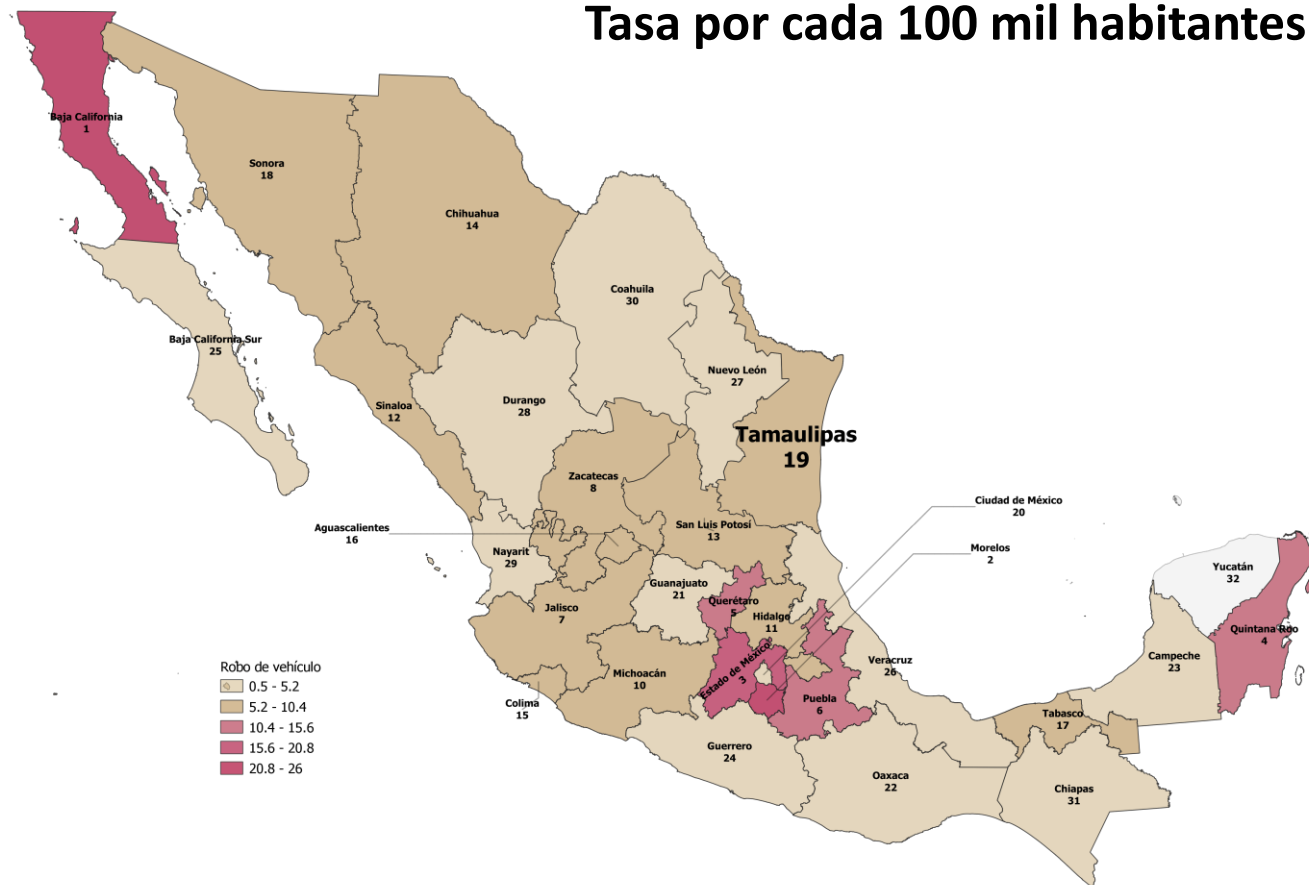 Tasa por cada 100 mil habitantes
Baja California
1
Sonora
18
Chihuahua
14
Coahuila
30
Baja California Sur
25
Nuevo León
27
Durango
28
Sinaloa
12
Tamaulipas
19
Zacatecas
8
Ciudad de México
20
Aguascalientes
16
San Luis Potosí
13
Nayarit
29
Morelos
2
Guanajuato
21
Yucatán
32
Querétaro
5
Jalisco
7
Hidalgo
11
Quintana Roo
4
Estado de México
3
Veracruz
26
Campeche
23
Michoacán
10
Puebla
6
Colima
15
Tabasco
17
Guerrero
24
Oaxaca
22
Chiapas
31
Robo de vehículo
0.5 - 5.2
5.2 - 10.4
10.4 - 15.6
15.6 - 20.8
20.8 - 26